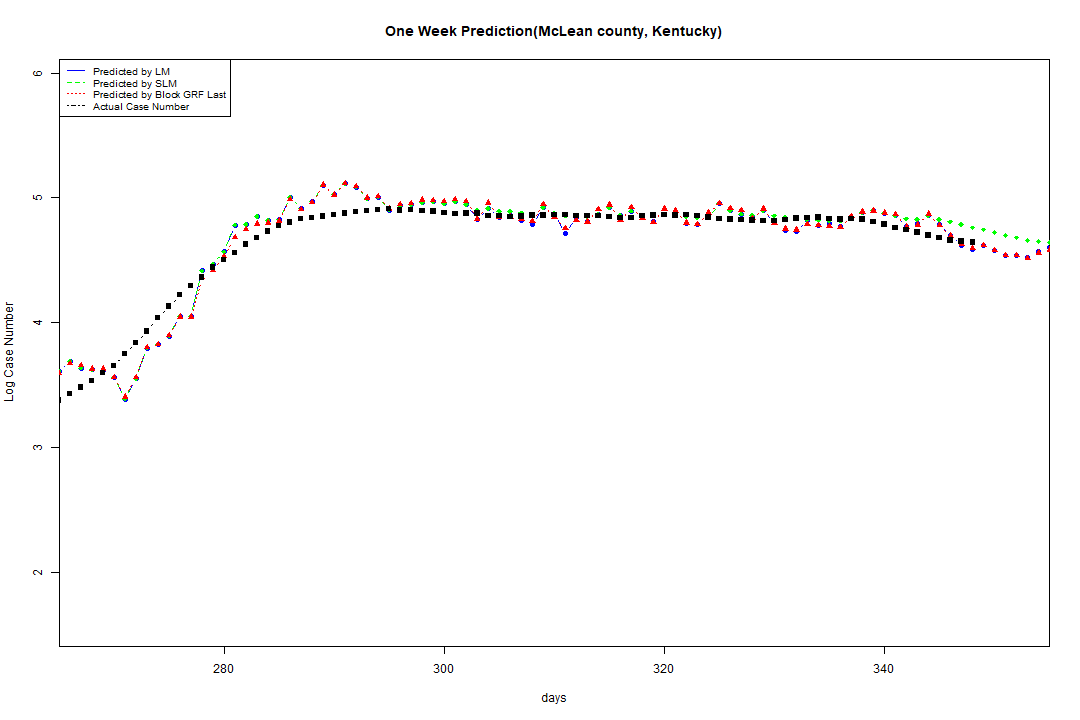 One Week Prediction(McLean county, Kentucky)
Predicted by LM
Predicted by SLM
Predicted by Block GRF Last
Actual Case Number
6
5
4
3
2
Log Case Number
280 300 320 340
days